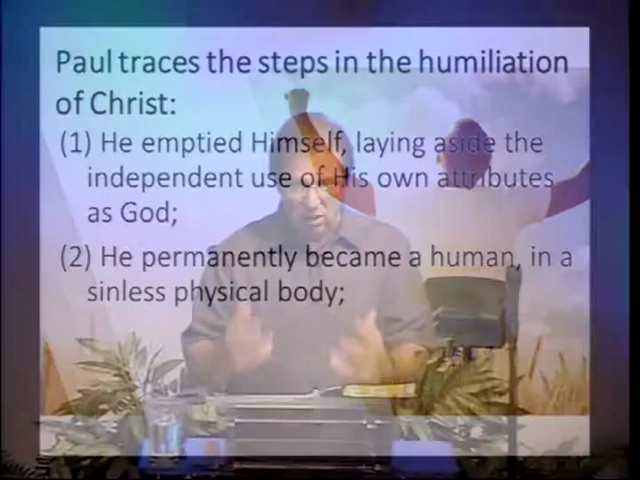 Paul traces the steps in the humiliation
of Christ:
(1) He emptied Himself, laying aside the
independent use of His own attributes
as God;
(2) He permanently became a human, in a
sinless physical body;